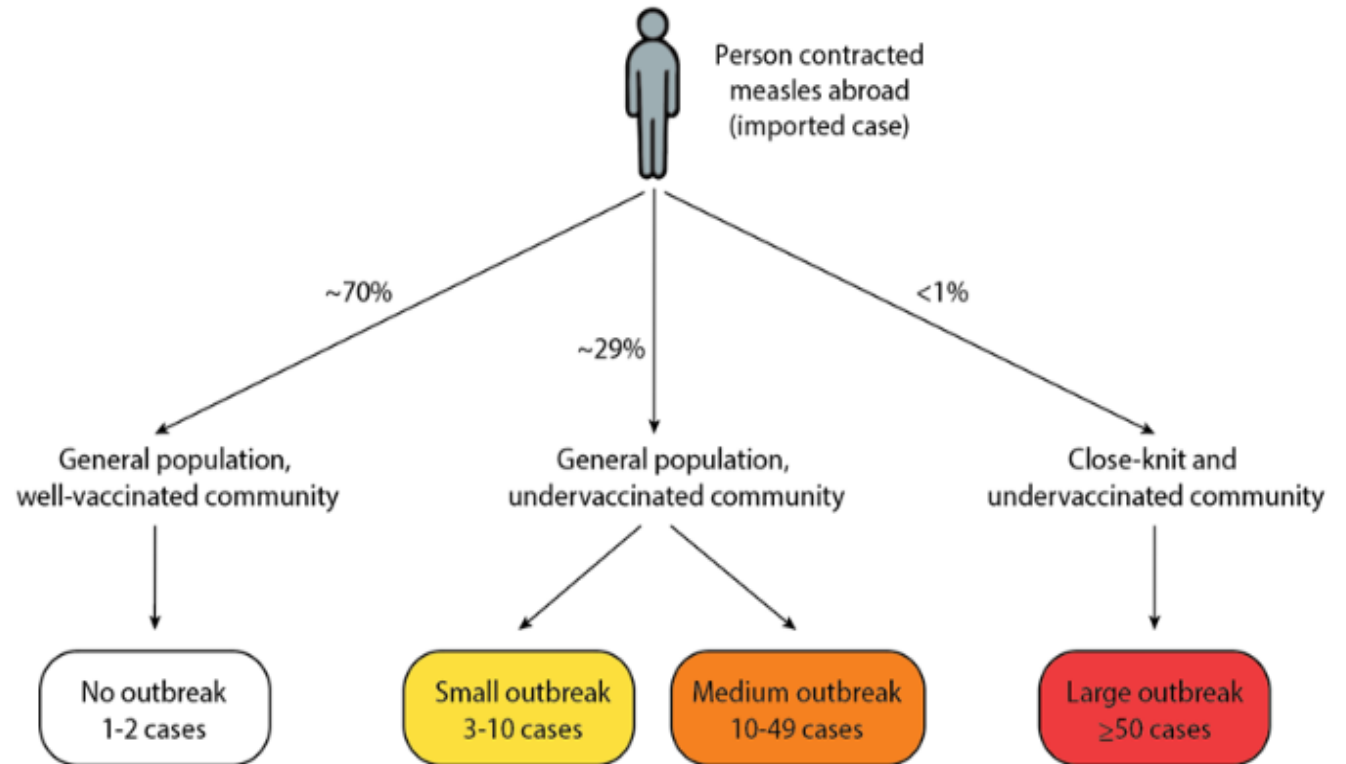 Person contracted
measles abroad
(imported case)
~70%
<1%
~29%
General population,
well-vaccinated community
General population,
undervaccinated community
Close-knit and
undervaccinated community
No outbreak
1-2 cases
Small outbreak
3-10 cases
Medium outbreak
10-49 cases
Large outbreak
≥50 cases